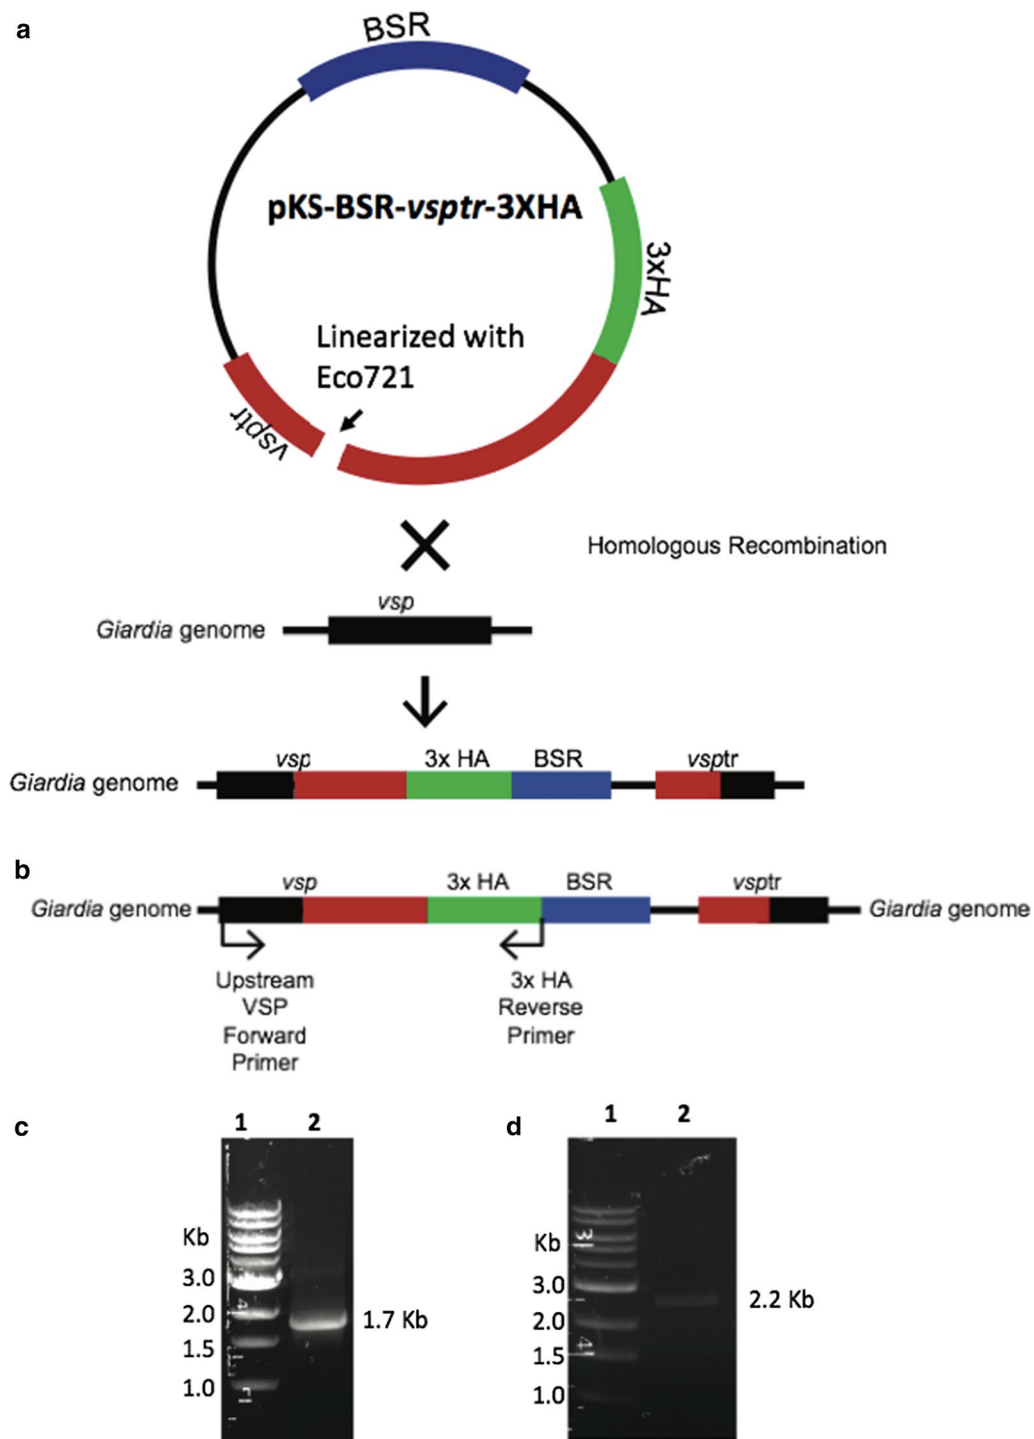 a
BSR
pKS-BSR-vsptr-3XHA
3xHA
Linearized with
Eco721
vsptr
Homologous Recombination
vsp
Giardia genome
vsp 3x HA BSR vsptr
Giardia genome
b
vsp 3x HA BSR vsptr
Giardia genome Giardia genome
Upstream
VSP
Forward
Primer
3x HA
Reverse
Primer
c
1 2
Kb
3.0
2.0
1.5
1.0
1.7 Kb
4
d
1 2
Kb
3.0
2.0
1.5
1.0
2.2 Kb
3
4